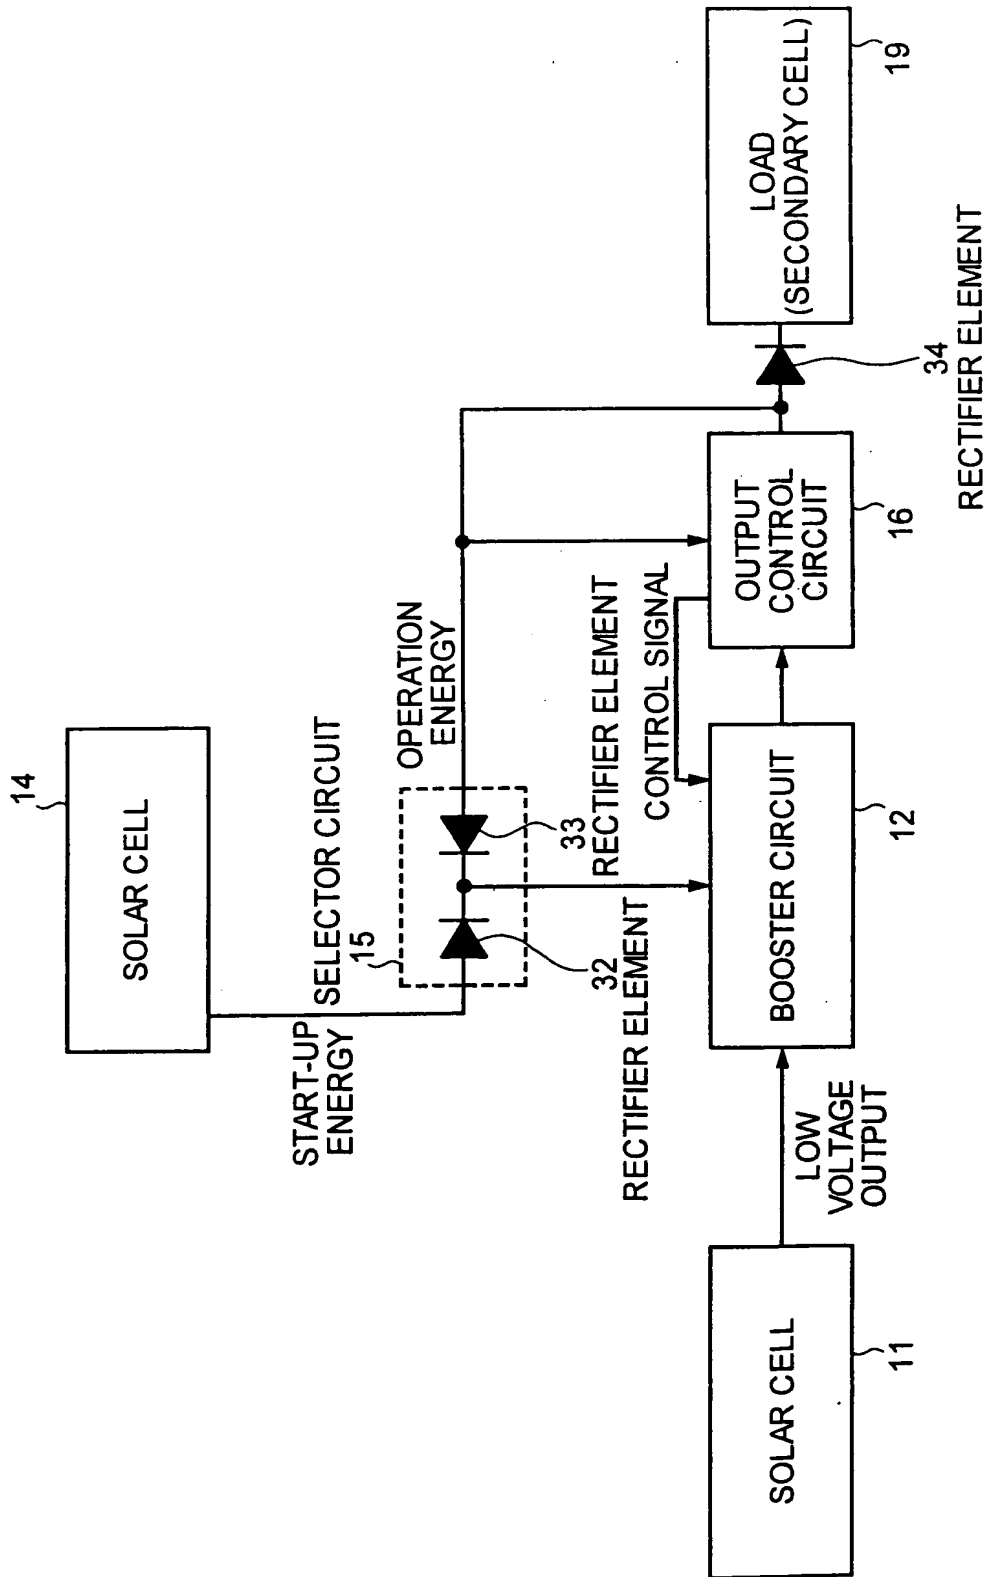 14
SOLAR CELL
START-UP
ENERGY
SELECTOR CIRCUIT
15
OPERATION
ENERGY
32
RECTIFIER ELEMENT
33
RECTIFIER ELEMENT
CONTROL SIGNAL
SOLAR CELL
11
LOW
VOLTAGE
OUTPUT
BOOSTER CIRCUIT
12
OUTPUT
CONTROL
CIRCUIT
16
34
RECTIFIER ELEMENT
LOAD
(SECONDARY CELL)
19